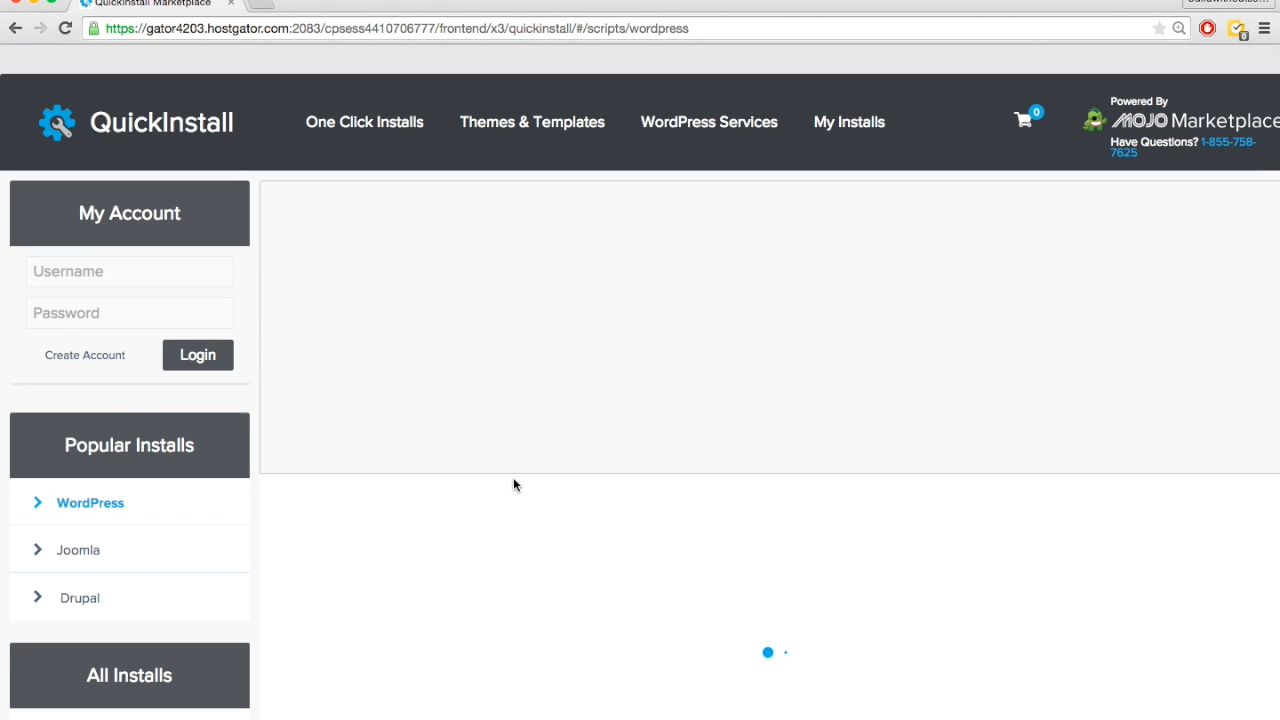 QuickInstall Marketplace
https://gator4203.hostgator.com:2083/cpsess4410706777/frontend/x3/quickinstall/#/scripts/wordpress
0
QuickInstall
One Click Installs
Themes & Templates
WordPress Services
My Installs
0
Powered By
MOJO Marketplace
Have Questions? 1-855-758-
7625
My Account
Username
Password
Create Account
Login
Popular Installs
WordPress
Joomla
Drupal
All Installs